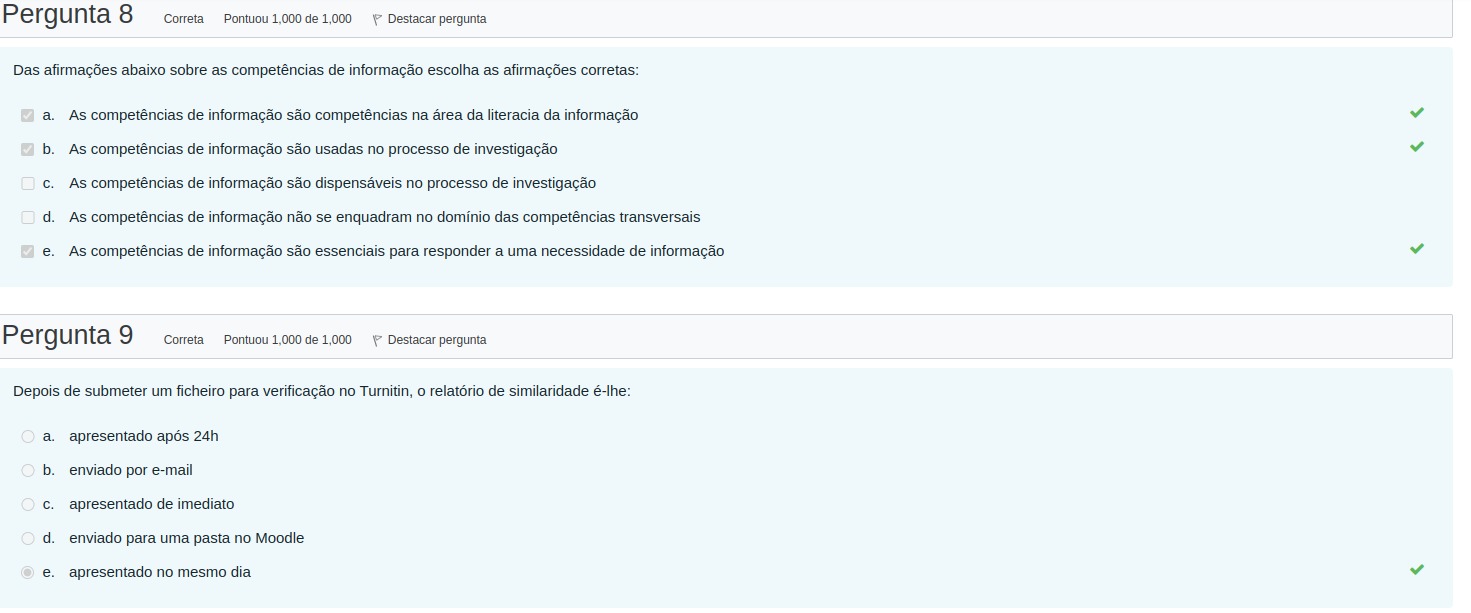 Pergunta 8 Correta Pontuou 1,000 de 1,000 Destacar pergunta
Das afirmações abaixo sobre as competências de informação escolha as afirmações corretas:
a. As competências de informação são competências na área da literacia da informação
b. As competências de informação são usadas no processo de investigação
c. As competências de informação são dispensáveis no processo de investigação
d. As competências de informação não se enquadram no domínio das competências transversais
e. As competências de informação são essenciais para responder a uma necessidade de informação
Pergunta 9 Correta Pontuou 1,000 de 1,000 Destacar pergunta
Depois de submeter um ficheiro para verificação no Turnitin, o relatório de similaridade é-lhe:
a. apresentado após 24h
b. enviado por e-mail
c. apresentado de imediato
d. enviado para uma pasta no Moodle
e. apresentado no mesmo dia